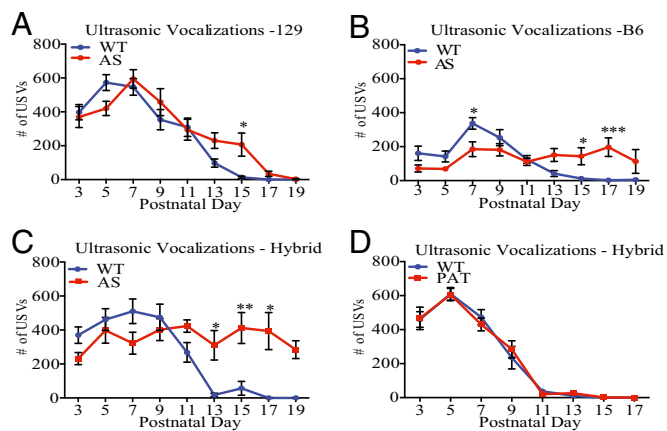 A
Ultrasonic Vocalizations -129
WT
AS
# of USVs
800
600
400
200
0
*
3 5 7 9 11 13 15 17 19
Postnatal Day
B
Ultrasonic Vocalizations -B6
WT
AS
# of USVs
800
600
400
200
0
* * ***
3 5 7 9 11 13 15 17 19
Postnatal Day
C
Ultrasonic Vocalizations - Hybrid
WT
AS
# of USVs
800
600
400
200
0
* ** *
3 5 7 9 11 13 15 17 19
Postnatal Day
D
Ultrasonic Vocalizations - Hybrid
WT
PAT
# of USVs
800
600
400
200
0
3 5 7 9 11 13 15 17
Postnatal Day